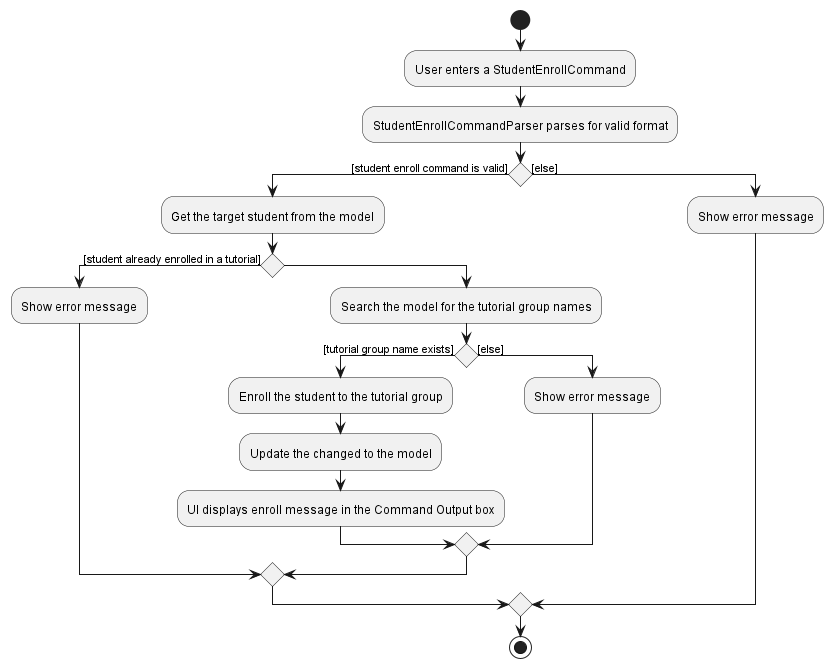 User enters a StudentEnrollCommand
StudentEnrollCommandParser parses for valid format
[student enroll command is valid]
[else]
Get the target student from the model
Show error message
[student already enrolled in a tutorial]
Show error message
Search the model for the tutorial group names
[tutorial group name exists]
[else]
Enroll the student to the tutorial group
Show error message
Update the changed to the model
UI displays enroll message in the Command Output box